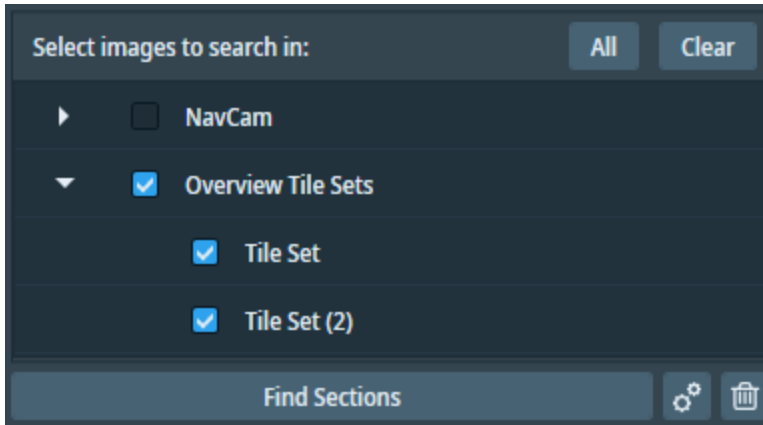 Select images to search in: All Clear
NavCam
Overview Tile Sets
Tile Set
Tile Set (2)
Find Sections